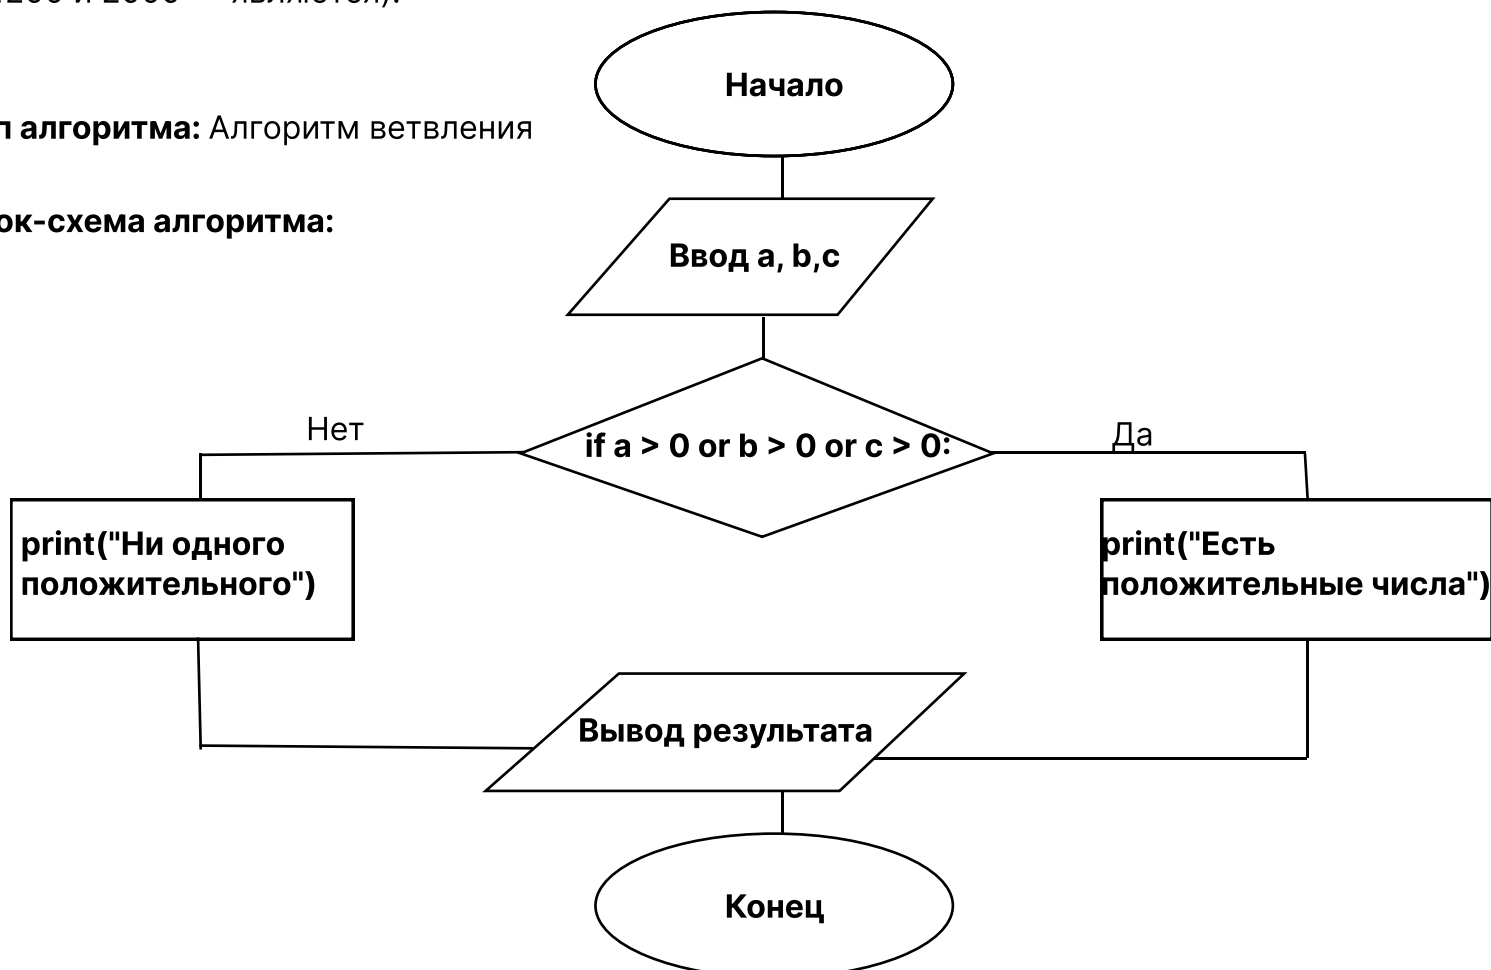 Начало
п алгоритма: Алгоритм ветвления
ок-схема алгоритма:
Ввод a, b,c
Нет
if a > 0 or b > 0 or c > 0:
Да
print("Ни одного
положительного")
print("Есть
положительные числа")
Вывод результата
Конец